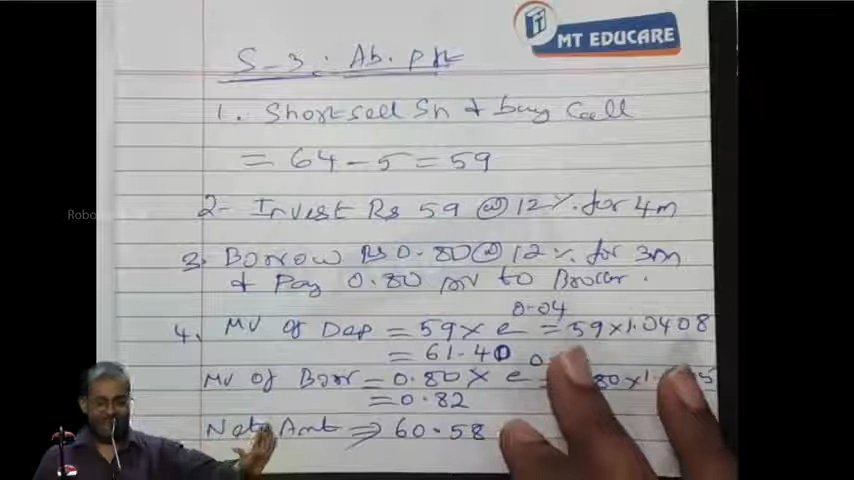 MT EDUCARE
S-3: Ab. pft
1. Short sell Sh & buy Call
= 64 - 5 = 59
2- Invest Rs 59 @ 12%. for 4m
3. Borrow Rs 0.80 @ 12%. for 3m
& Pay 0.80 to Broker.
4. MV of Dep = 59 × e^0.04 = 59×1.0408
= 61.40
MV of Borr = 0.80 × e
= 0.82
Net Amt ⇒ 60.58